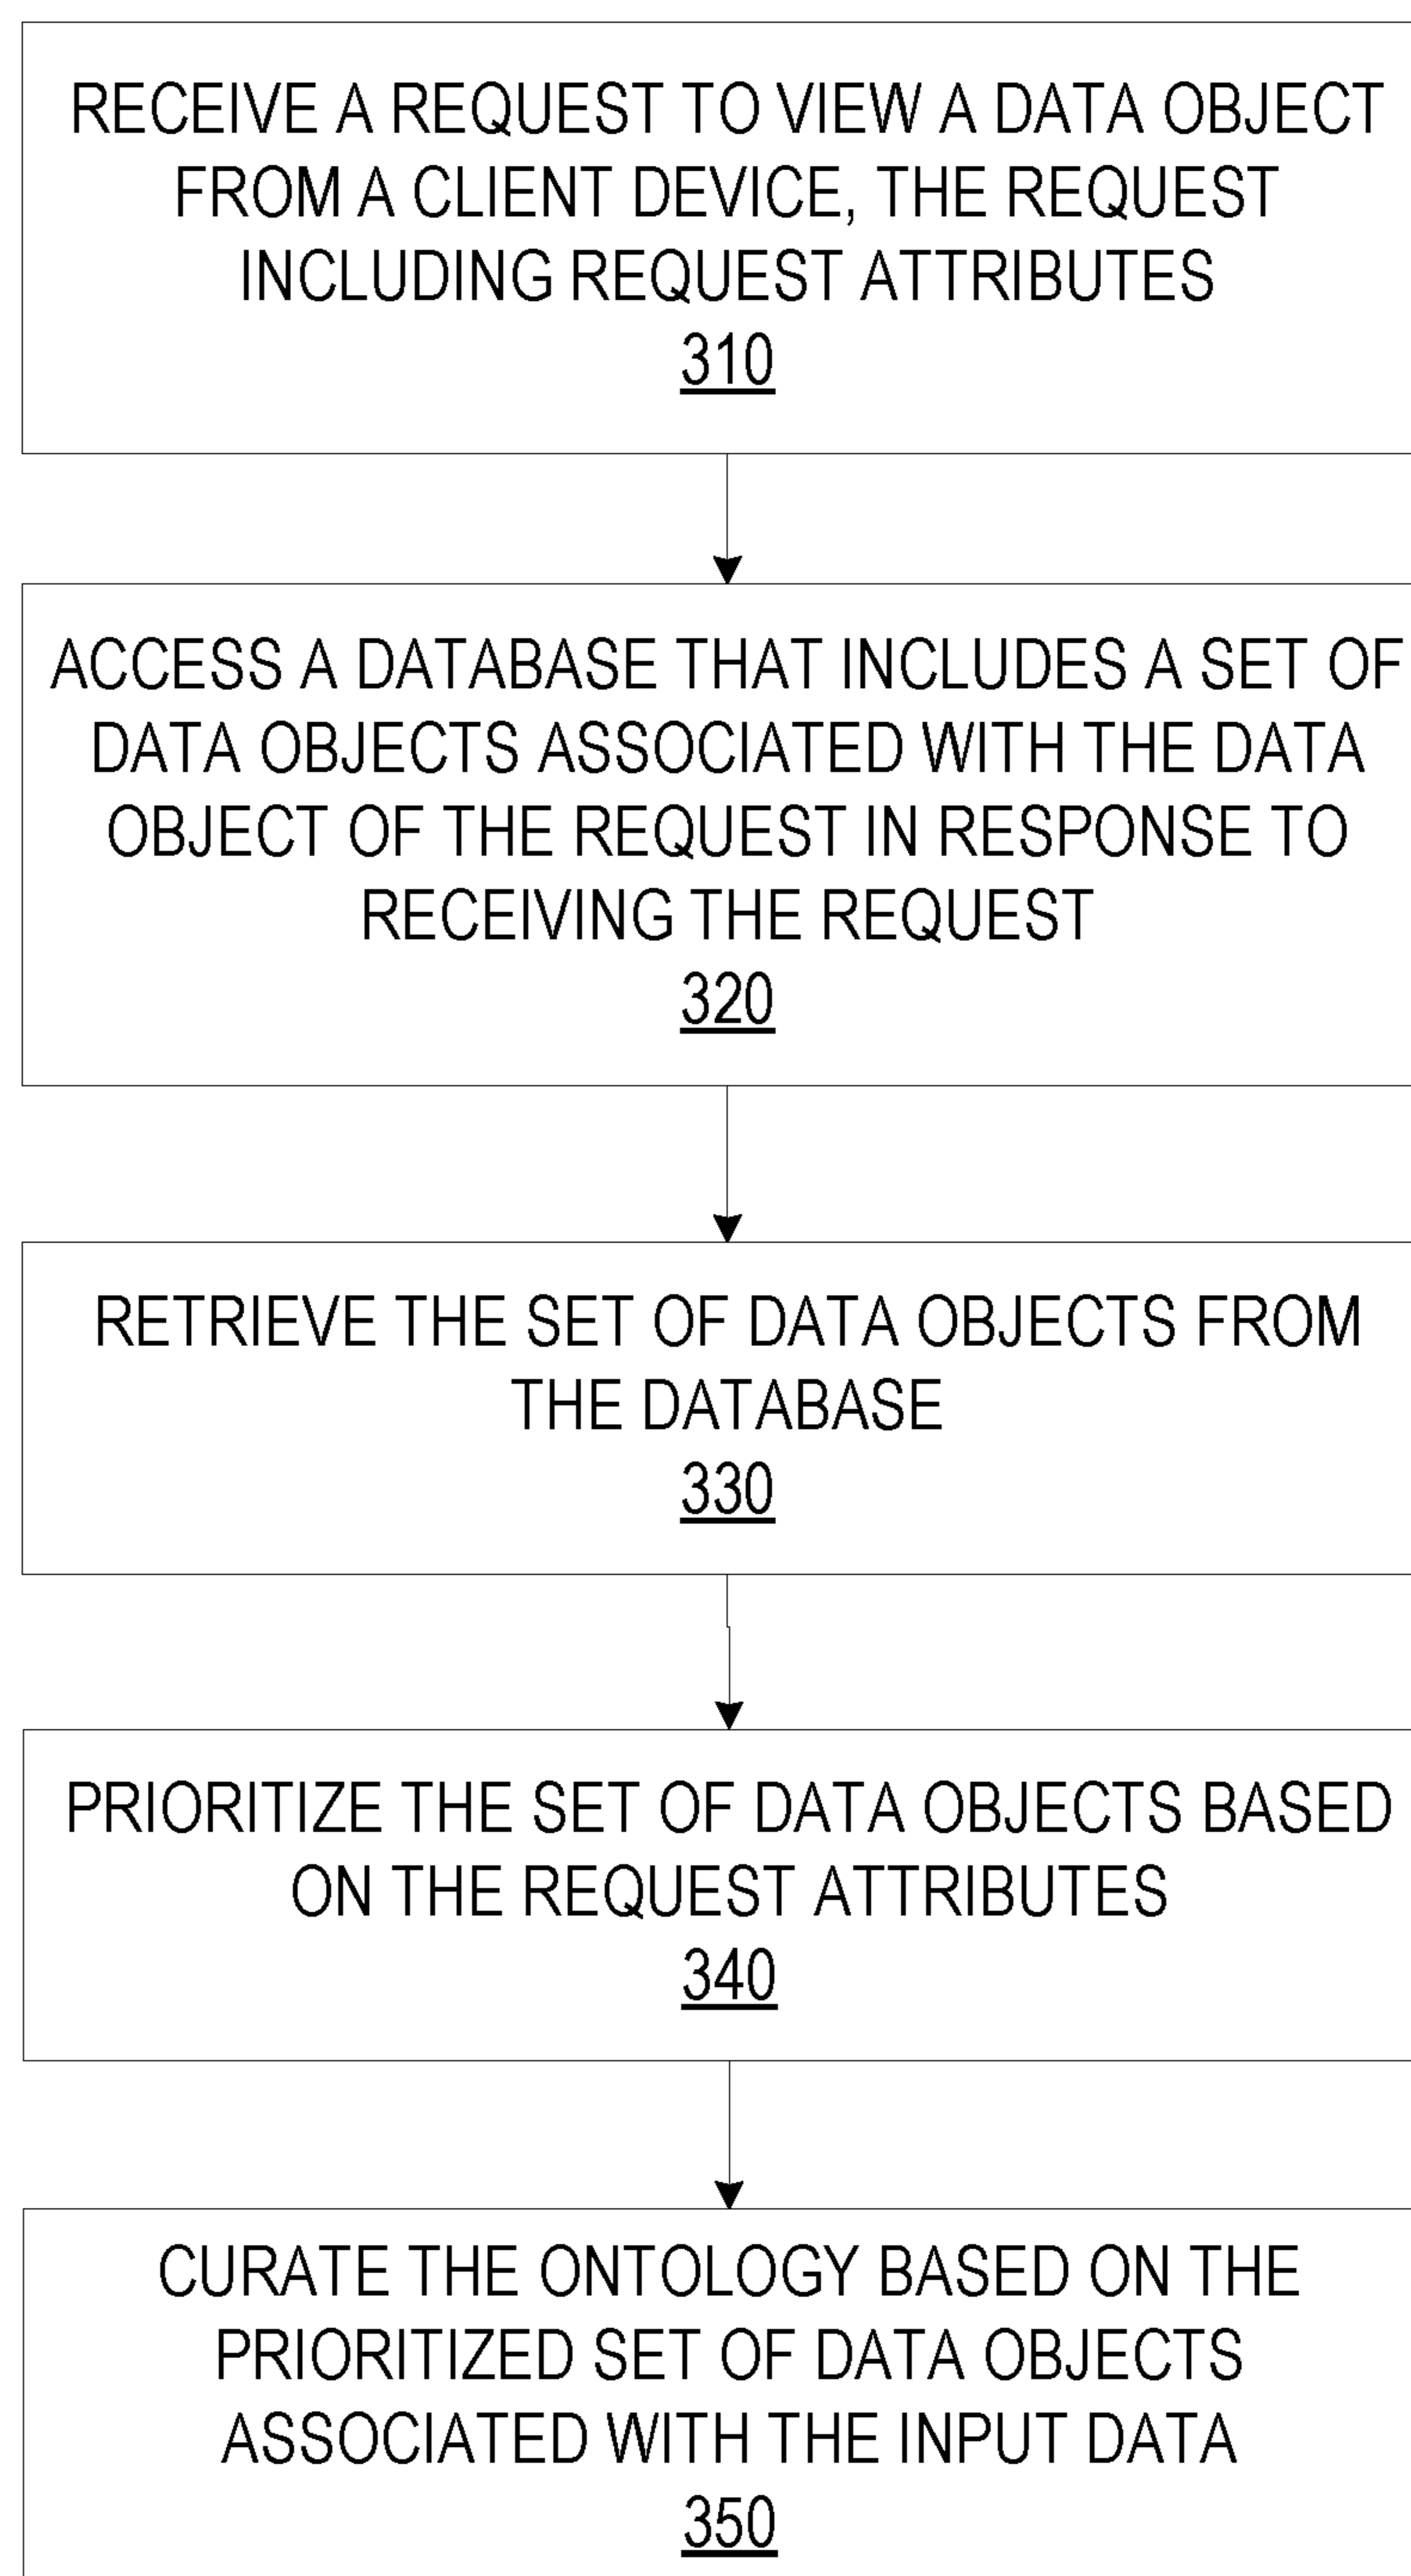 RECEIVE A REQUEST TO VIEW A DATA OBJECT
FROM A CLIENT DEVICE, THE REQUEST
INCLUDING REQUEST ATTRIBUTES
310
ACCESS A DATABASE THAT INCLUDES A SET OF
DATA OBJECTS ASSOCIATED WITH THE DATA
OBJECT OF THE REQUEST IN RESPONSE TO
RECEIVING THE REQUEST
320
RETRIEVE THE SET OF DATA OBJECTS FROM
THE DATABASE
330
PRIORITIZE THE SET OF DATA OBJECTS BASED
ON THE REQUEST ATTRIBUTES
340
CURATE THE ONTOLOGY BASED ON THE
PRIORITIZED SET OF DATA OBJECTS
ASSOCIATED WITH THE INPUT DATA
350